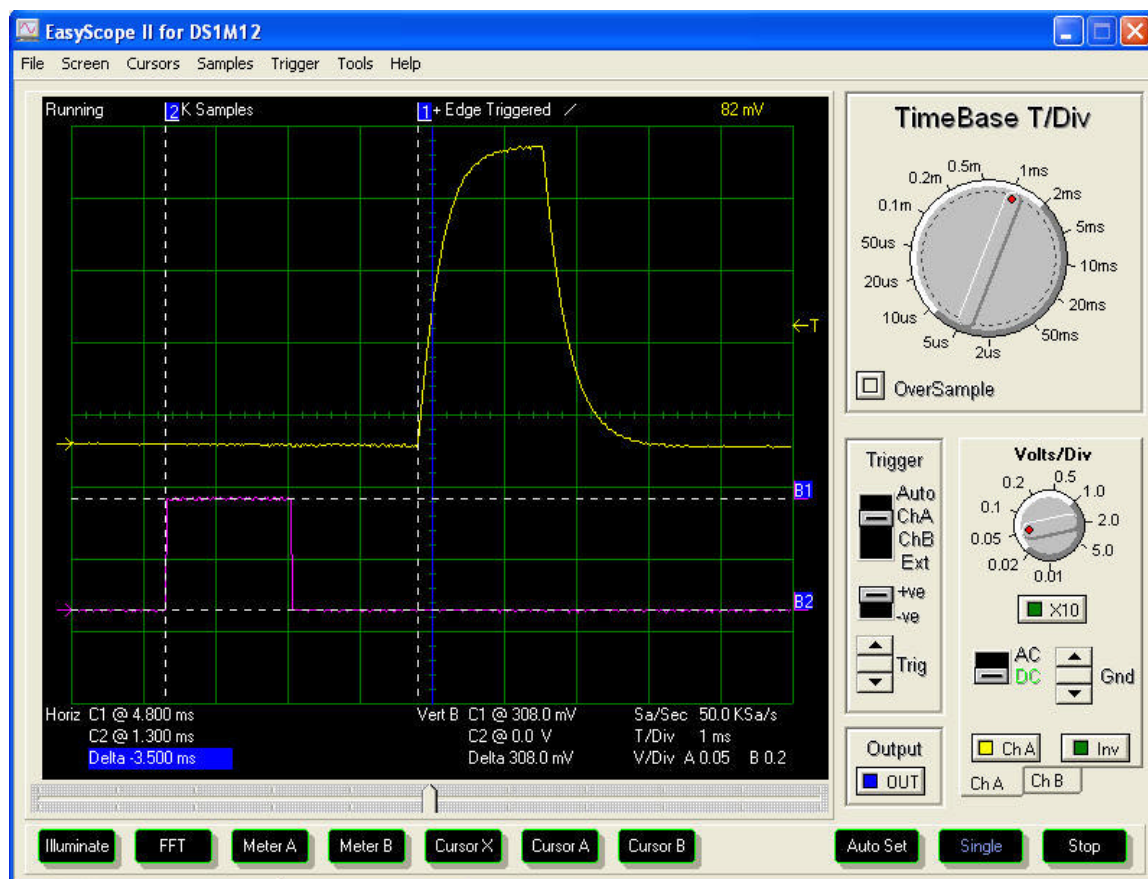 EasyScope II for DS1M12
File Screen Cursors Samples Trigger Tools Help
Running 2 K Samples 1 + Edge Triggered 82 mV
T
B1
B2
Horiz C1 @ 4.800 ms Vert B C1 @ 308.0 mV Sa/Sec 50.0 KSa/s
C2 @ 1.300 ms C2 @ 0.0 V T/Div 1 ms
Delta -3.500 ms Delta 308.0 mV V/Div A 0.05 B 0.2
TimeBase T/Div
0.5m 1ms
0.2m 2ms
0.1m 5ms
50us 10ms
20us 20ms
10us 50ms
5us 2us
OverSample
Trigger
Auto
ChA
ChB
Ext
+ve
-ve
Trig
Output
OUT
Volts/Div
0.2 0.5
0.1 1.0
0.05 2.0
0.02 5.0
0.01
X10
AC
DC
Gnd
Ch A Inv
Ch A Ch B
Illuminate FFT Meter A Meter B Cursor X Cursor A Cursor B Auto Set Single Stop